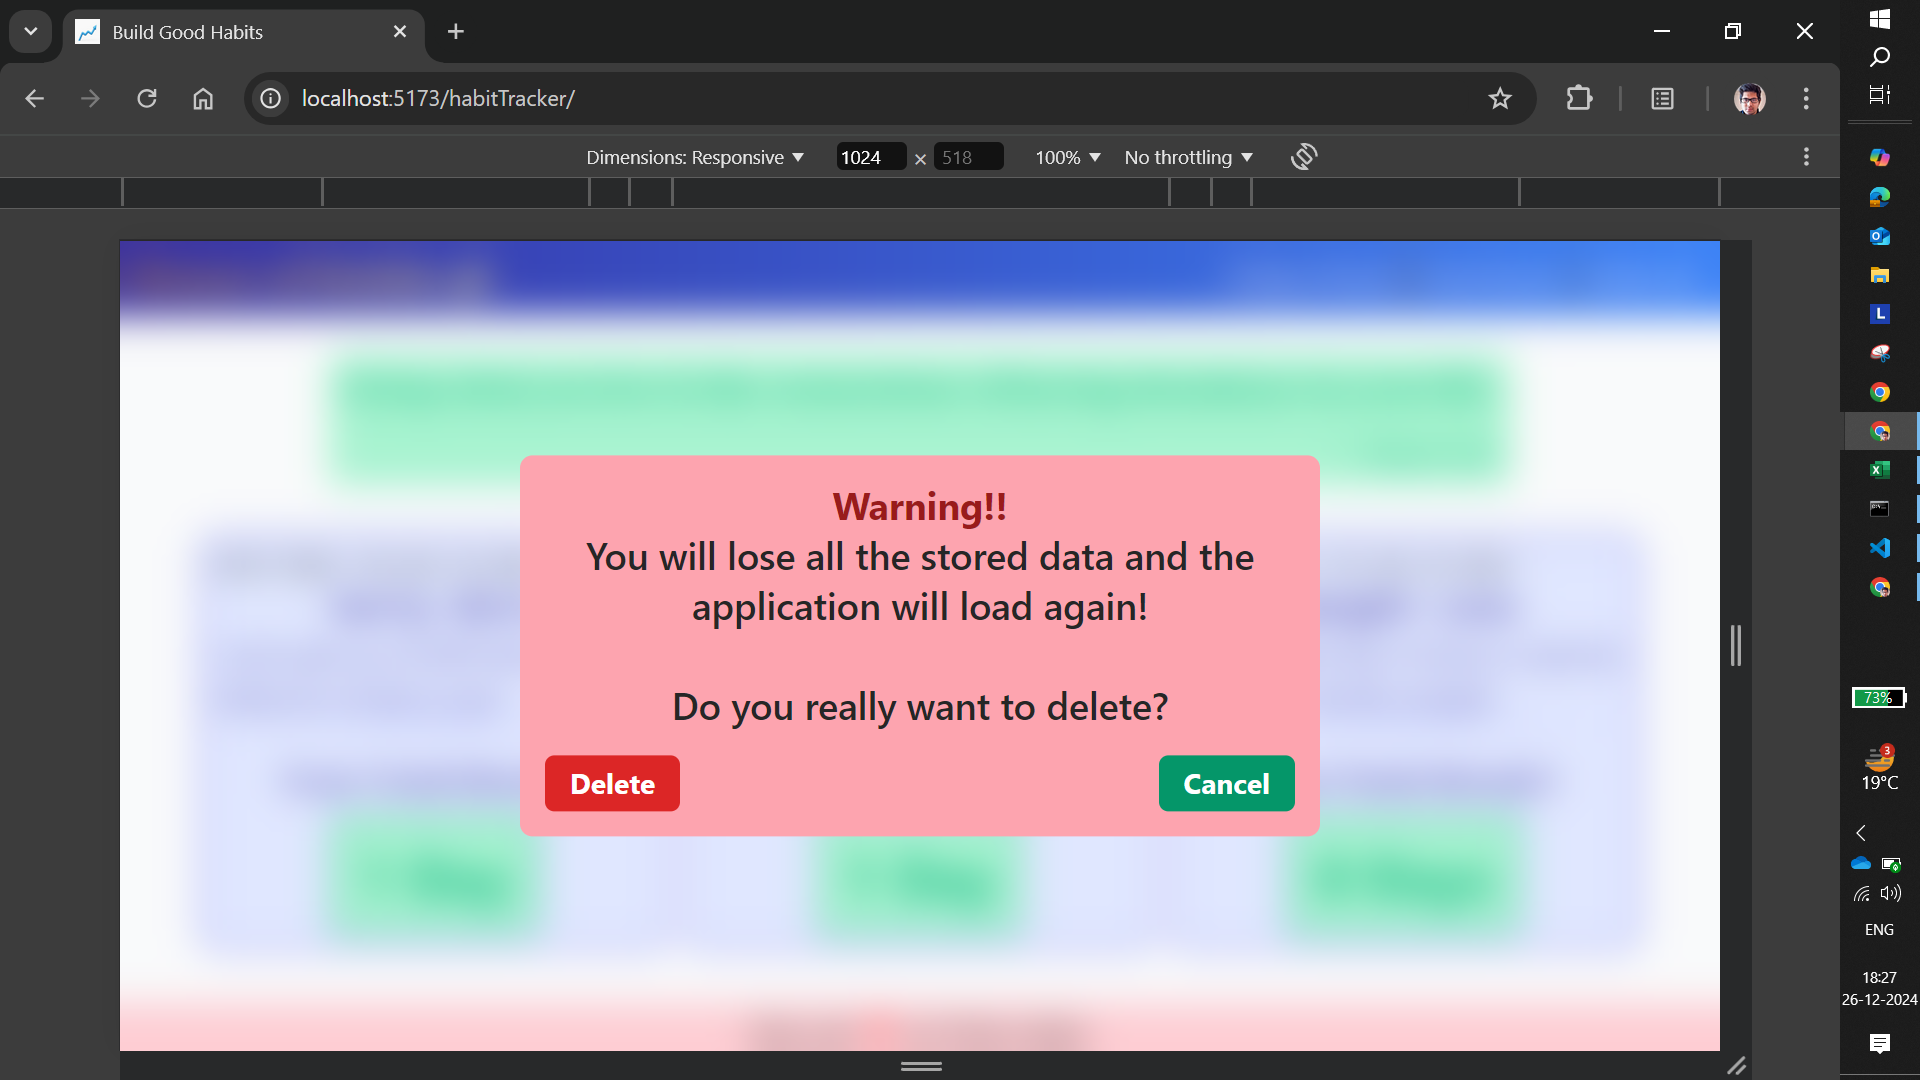 Build Good Habits
localhost:5173/habitTracker/
Dimensions: Responsive
1024 × 518
100%
No throttling
Warning!!
You will lose all the stored data and the
application will load again!
Do you really want to delete?
Delete
Cancel
73%
3
19°C
ENG
18:27
26-12-2024